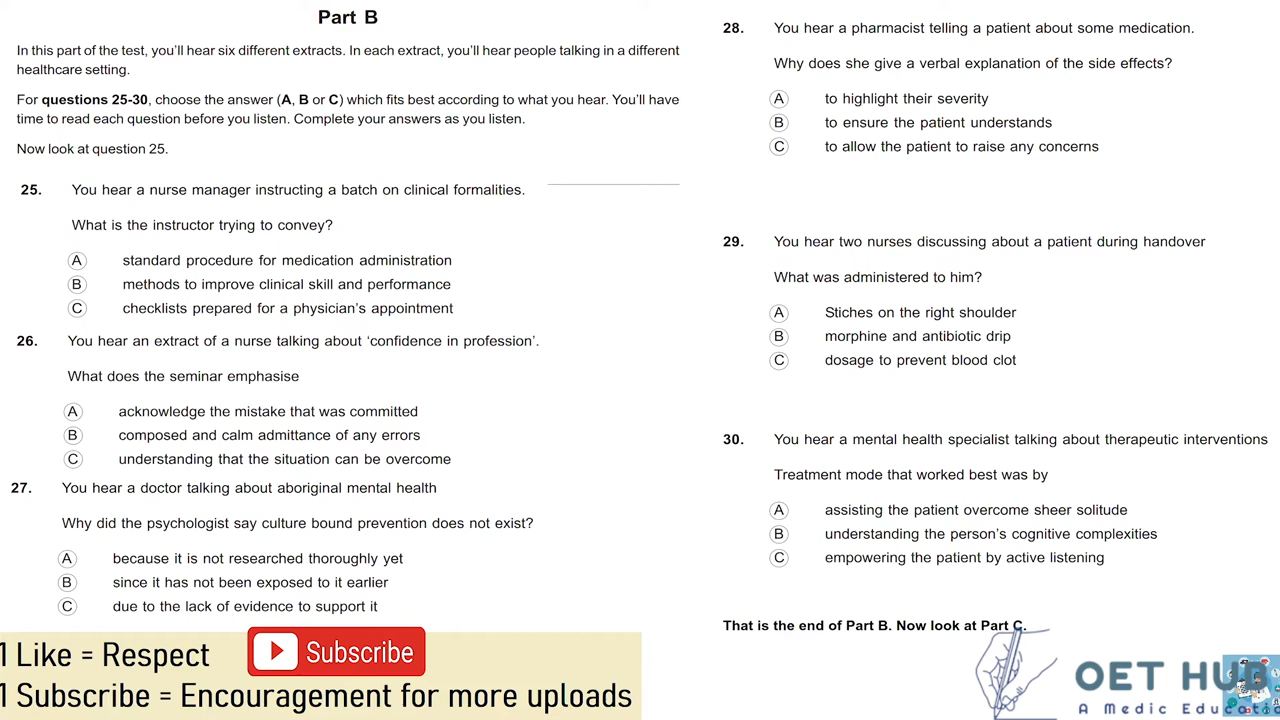 Part B
In this part of the test, you'll hear six different extracts. In each extract, you'll hear people talking in a different
healthcare setting.
For questions 25-30, choose the answer (A, B or C) which fits best according to what you hear. You'll have
time to read each question before you listen. Complete your answers as you listen.
Now look at question 25.
25. You hear a nurse manager instructing a batch on clinical formalities.
What is the instructor trying to convey?
A standard procedure for medication administration
B methods to improve clinical skill and performance
C checklists prepared for a physician's appointment
26. You hear an extract of a nurse talking about 'confidence in profession'.
What does the seminar emphasise
A acknowledge the mistake that was committed
B composed and calm admittance of any errors
C understanding that the situation can be overcome
27. You hear a doctor talking about aboriginal mental health
Why did the psychologist say culture bound prevention does not exist?
A because it is not researched thoroughly yet
B since it has not been exposed to it earlier
C due to the lack of evidence to support it
1 Like = Respect
Subscribe
1 Subscribe = Encouragement for more uploads
28. You hear a pharmacist telling a patient about some medication.
Why does she give a verbal explanation of the side effects?
A to highlight their severity
B to ensure the patient understands
C to allow the patient to raise any concerns
29. You hear two nurses discussing about a patient during handover
What was administered to him?
A Stiches on the right shoulder
B morphine and antibiotic drip
C dosage to prevent blood clot
30. You hear a mental health specialist talking about therapeutic interventions
Treatment mode that worked best was by
A assisting the patient overcome sheer solitude
B understanding the person's cognitive complexities
C empowering the patient by active listening
That is the end of Part B. Now look at Part C.
OET HUB
A Medic Educatio